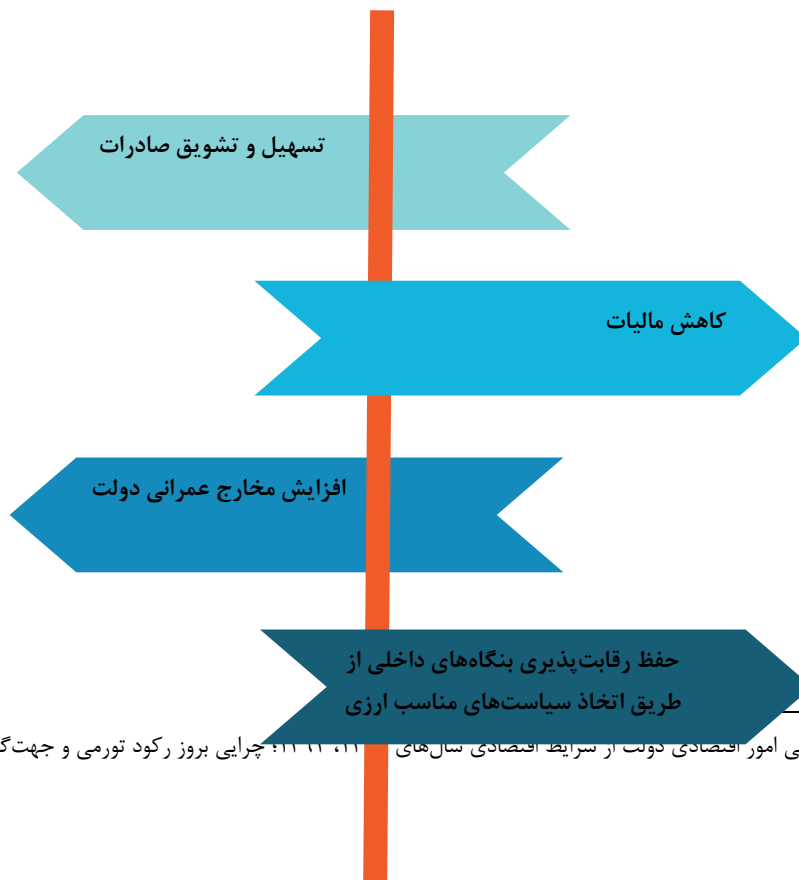 تسهیل و تشویق صادرات
کاهش مالیات
افزایش مخارج عمرانی دولت
حفظ رقابت‌پذیری بنگاه‌های داخلی از
طریق اتخاذ سیاست‌های مناسب ارزی
امور اقتصادی دولت از شرایط اقتصادی سال‌های چرایی بروز رکود تورمی و